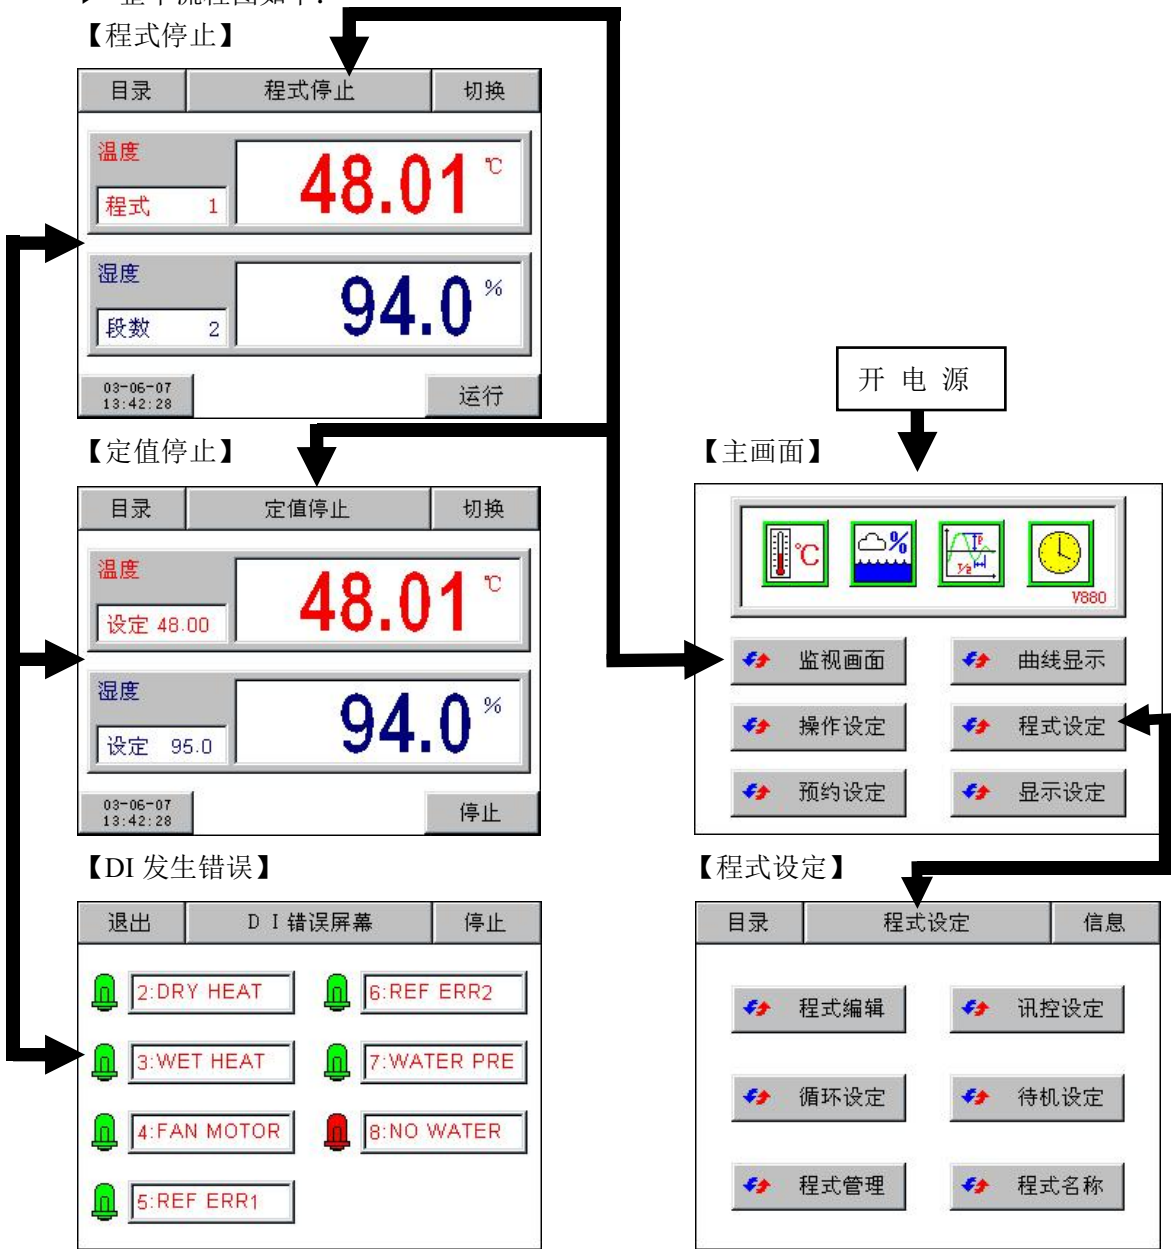 整个流程图如下:
【程式停止】
目录 程式停止 切换
温度
48.01 ℃
程式 1
湿度
94.0 %
段数 2
03-06-07
13:42:28
运行
【定值停止】
目录 定值停止 切换
温度
48.01 ℃
设定 48.00
湿度
94.0 %
设定 95.0
03-06-07
13:42:28
停止
【DI 发生错误】
退出 D I 错误屏幕 停止
2:DRY HEAT
6:REF ERR2
3:WET HEAT
7:WATER PRE
4:FAN MOTOR
8:NO WATER
5:REF ERR1
开 电 源
【主画面】
℃
%
P
T/2
V880
监视画面 曲线显示
操作设定 程式设定
预约设定 显示设定
【程式设定】
目录 程式设定 信息
程式编辑 讯控设定
循环设定 待机设定
程式管理 程式名称